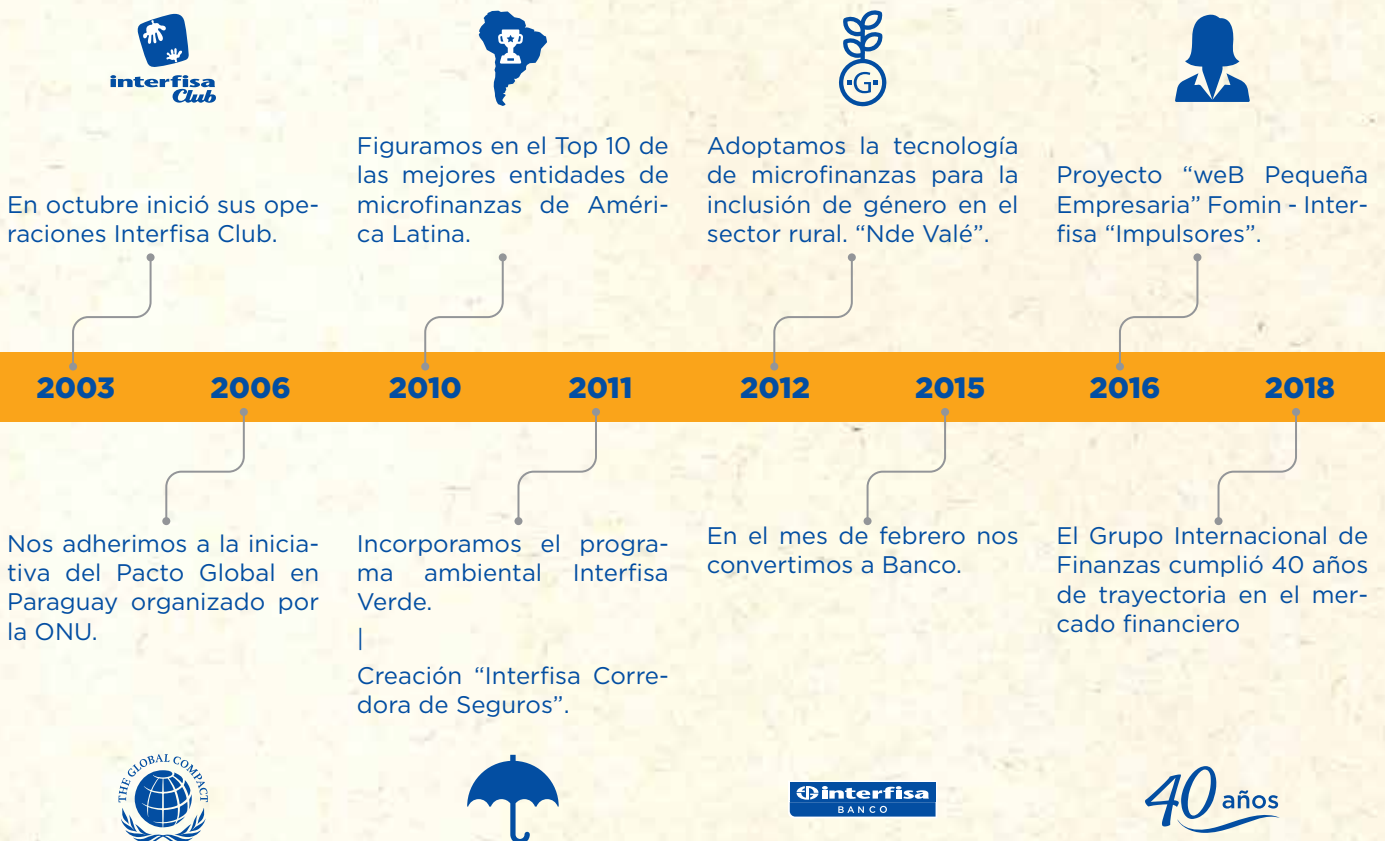 interfisa
Club
En octubre inició sus ope-
raciones Interfisa Club.
Figuramos en el Top 10 de
las mejores entidades de
microfinanzas de Améri-
ca Latina.
·G·
Adoptamos la tecnología
de microfinanzas para la
inclusión de género en el
sector rural. “Nde Valé”.
Proyecto “weB Pequeña
Empresaria” Fomin - Inter-
fisa “Impulsores”.
2003 2006 2010 2011 2012 2015 2016 2018
Nos adherimos a la inicia-
tiva del Pacto Global en
Paraguay organizado por
la ONU.
THE GLOBAL COMPACT
Incorporamos el progra-
ma ambiental Interfisa
Verde.
|
Creación “Interfisa Corre-
dora de Seguros”.
En el mes de febrero nos
convertimos a Banco.
interfisa
BANCO
El Grupo Internacional de
Finanzas cumplió 40 años
de trayectoria en el mer-
cado financiero
40 años